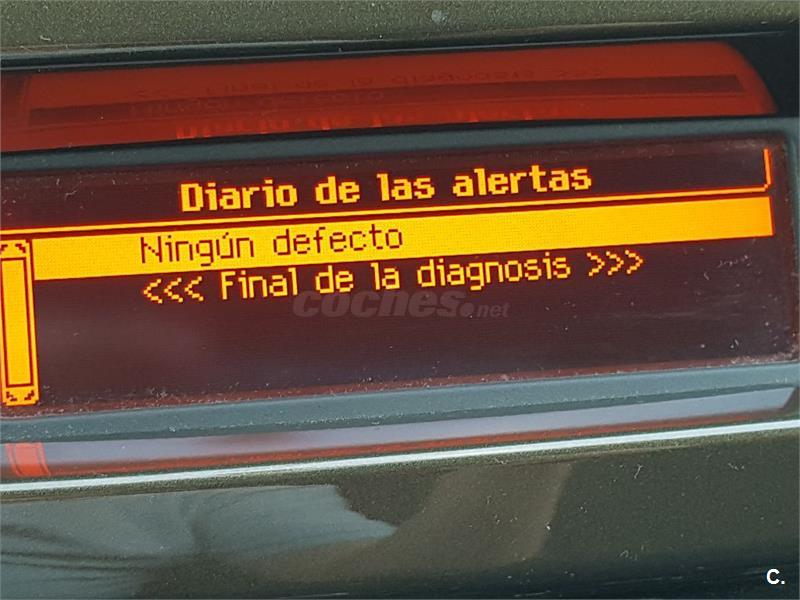 Diario de las alertas
Ningún defecto
<<< Final de la diagnosis >>>
coches.net
C.